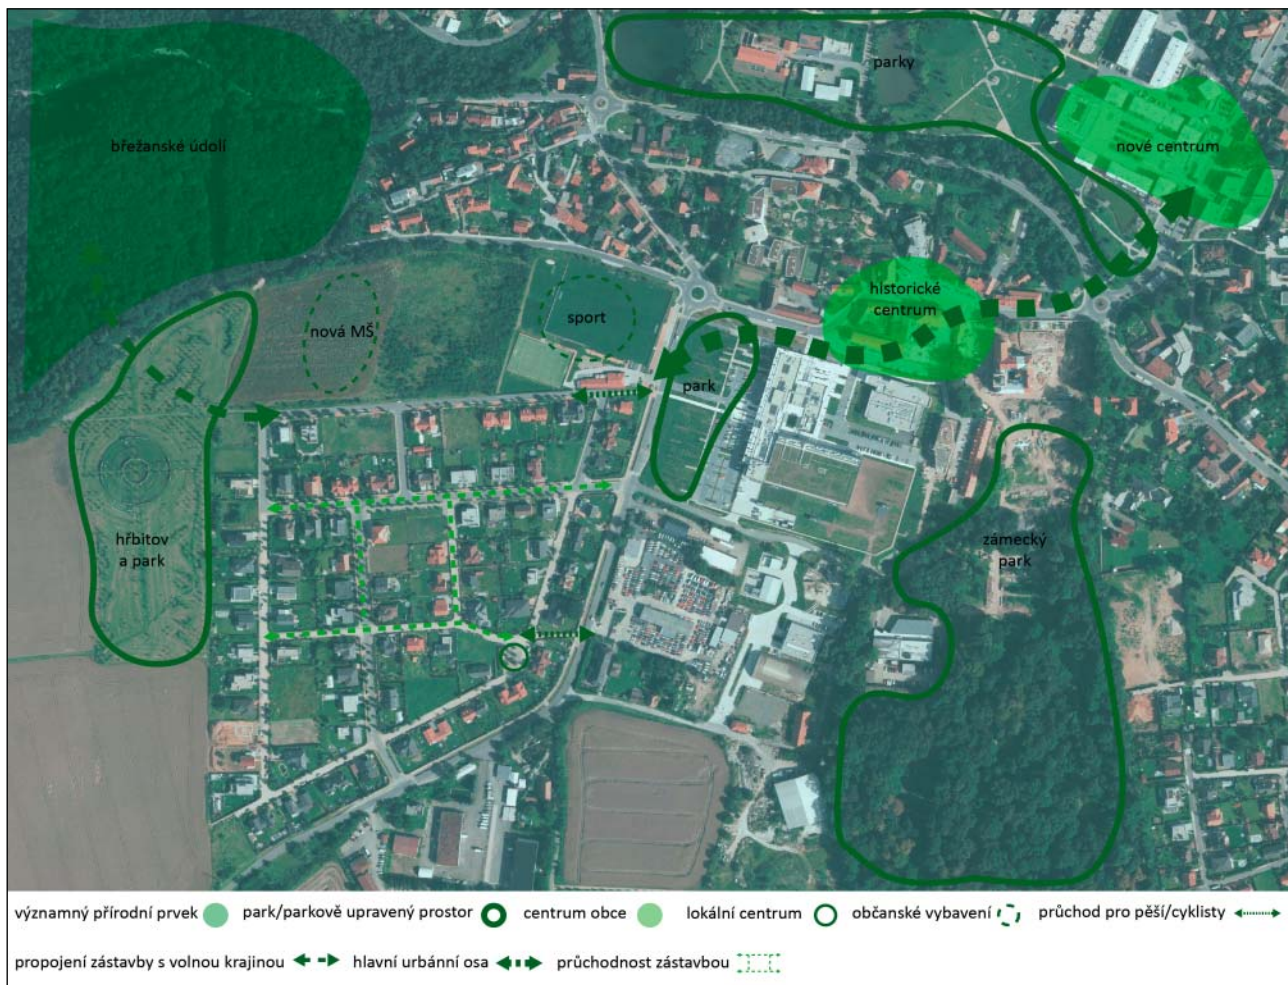 parky
břežanské údolí
nové centrum
historické
centrum
nová MŠ
sport
park
hřbitov
a park
zámecký
park
významný přírodní prvek park/parkově upravený prostor centrum obce lokální centrum občanské vybavení průchod pro pěší/cyklisty
propojení zástavby s volnou krajinou hlavní urbánní osa průchodnost zástavbou